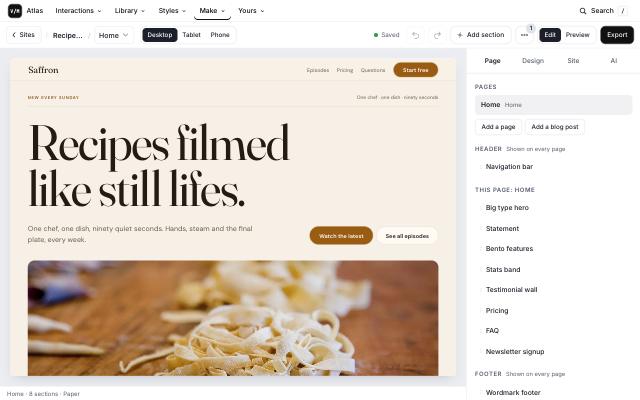 V/M Atlas Interactions Library Styles Make Yours Search /
Sites / Recipe... / Home Desktop Tablet Phone Saved Add section ... 1 Edit Preview Export
Saffron Episodes Pricing Questions Start free
NEW EVERY SUNDAY One chef · one dish · ninety seconds
Recipes filmed
like still lifes.
One chef, one dish, ninety quiet seconds. Hands, steam and the final
plate, every week.
Watch the latest See all episodes
Page Design Site AI
PAGES
Home Home
Add a page Add a blog post
HEADER Shown on every page
Navigation bar
THIS PAGE: HOME
Big type hero
Statement
Bento features
Stats band
Testimonial wall
Pricing
FAQ
Newsletter signup
FOOTER Shown on every page
Wordmark footer
Home · 8 sections · Paper